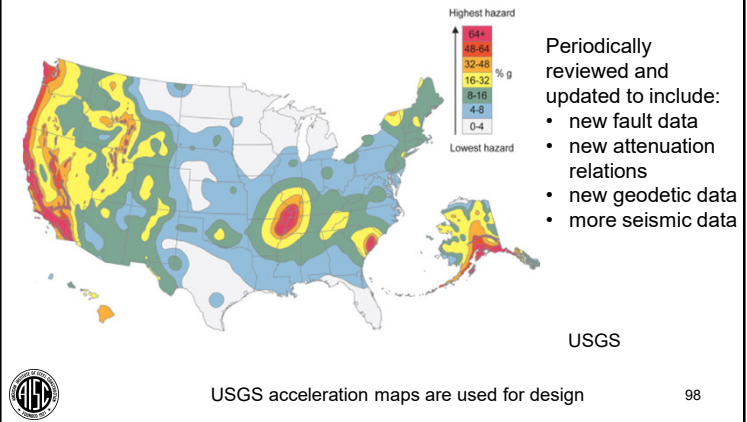 Highest hazard
64+
48-64
32-48
16-32
8-16
4-8
0-4
% g
Lowest hazard
Periodically
reviewed and
updated to include:
• new fault data
• new attenuation
relations
• new geodetic data
• more seismic data
USGS
AISC
USGS acceleration maps are used for design
98